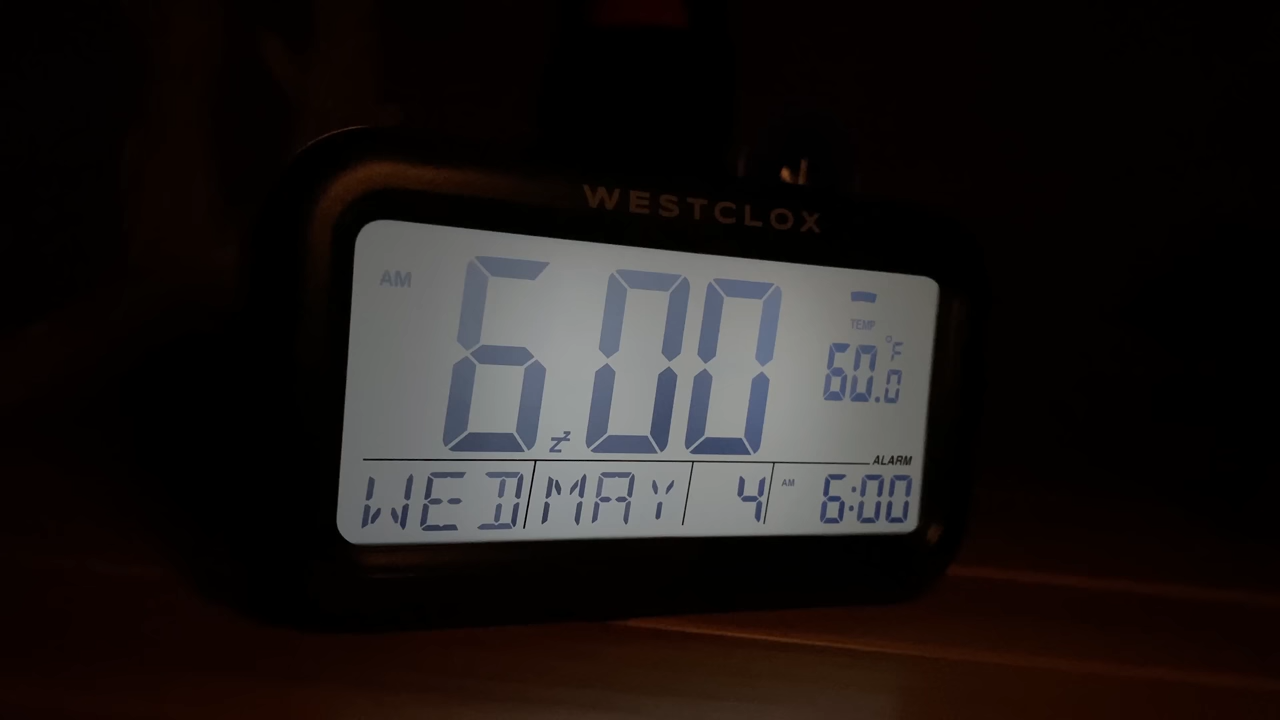 WESTCLOX
AM 6:00 z
TEMP
60.0 °F
ALARM
WED MAY 4 AM 6:00